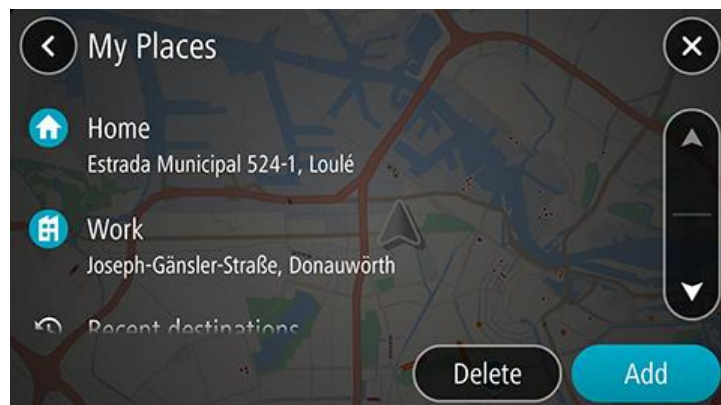 My Places
Home
Estrada Municipal 524-1, Loulé
Work
Joseph-Gänsler-Straße, Donauwörth
Recent destinations
Delete
Add